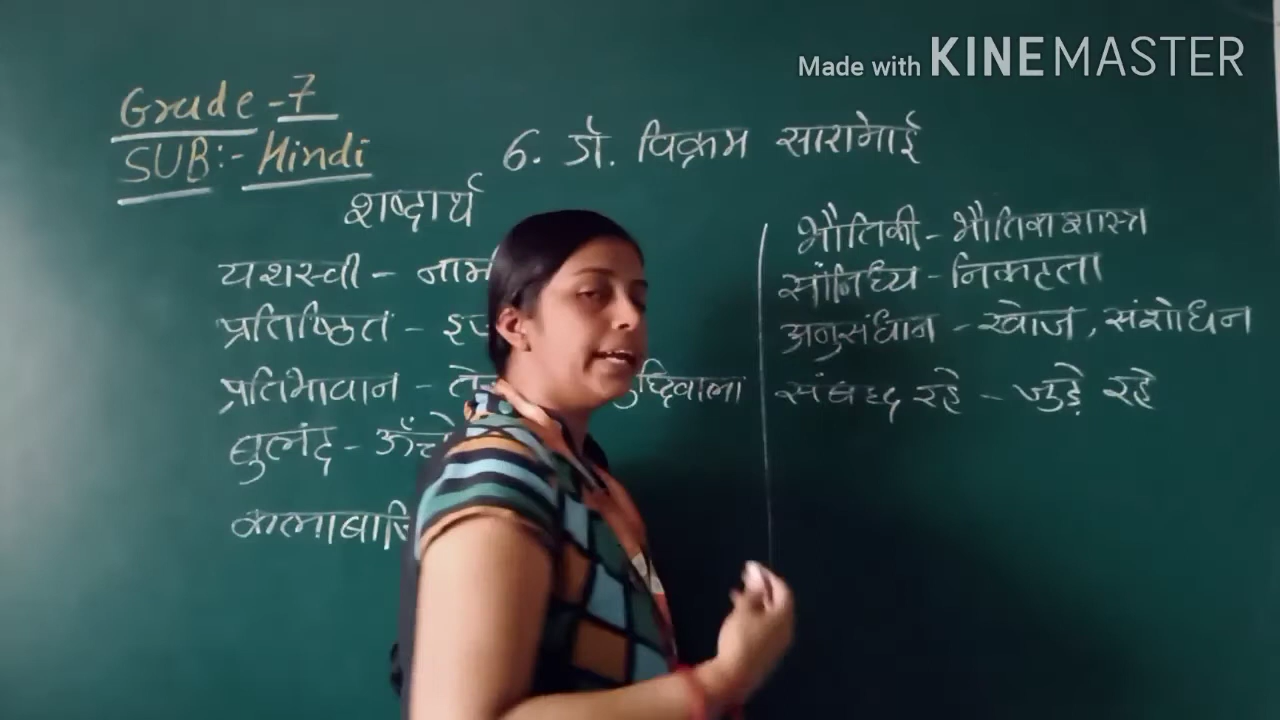 Made with KINEMASTER
Grade-7
SUB:- Hindi
6. डॉ. विक्रम साराभाई
शब्दार्थ
यशस्वी - नाम
प्रतिष्ठित -
प्रतिभावान - बुद्धिवाला
बुलंद -
भौतिकी - भौतिकशास्त्र
सांनिध्य - निकटता
अनुसंधान - खोज, संशोधन
संबद्ध रहे - जुड़े रहे